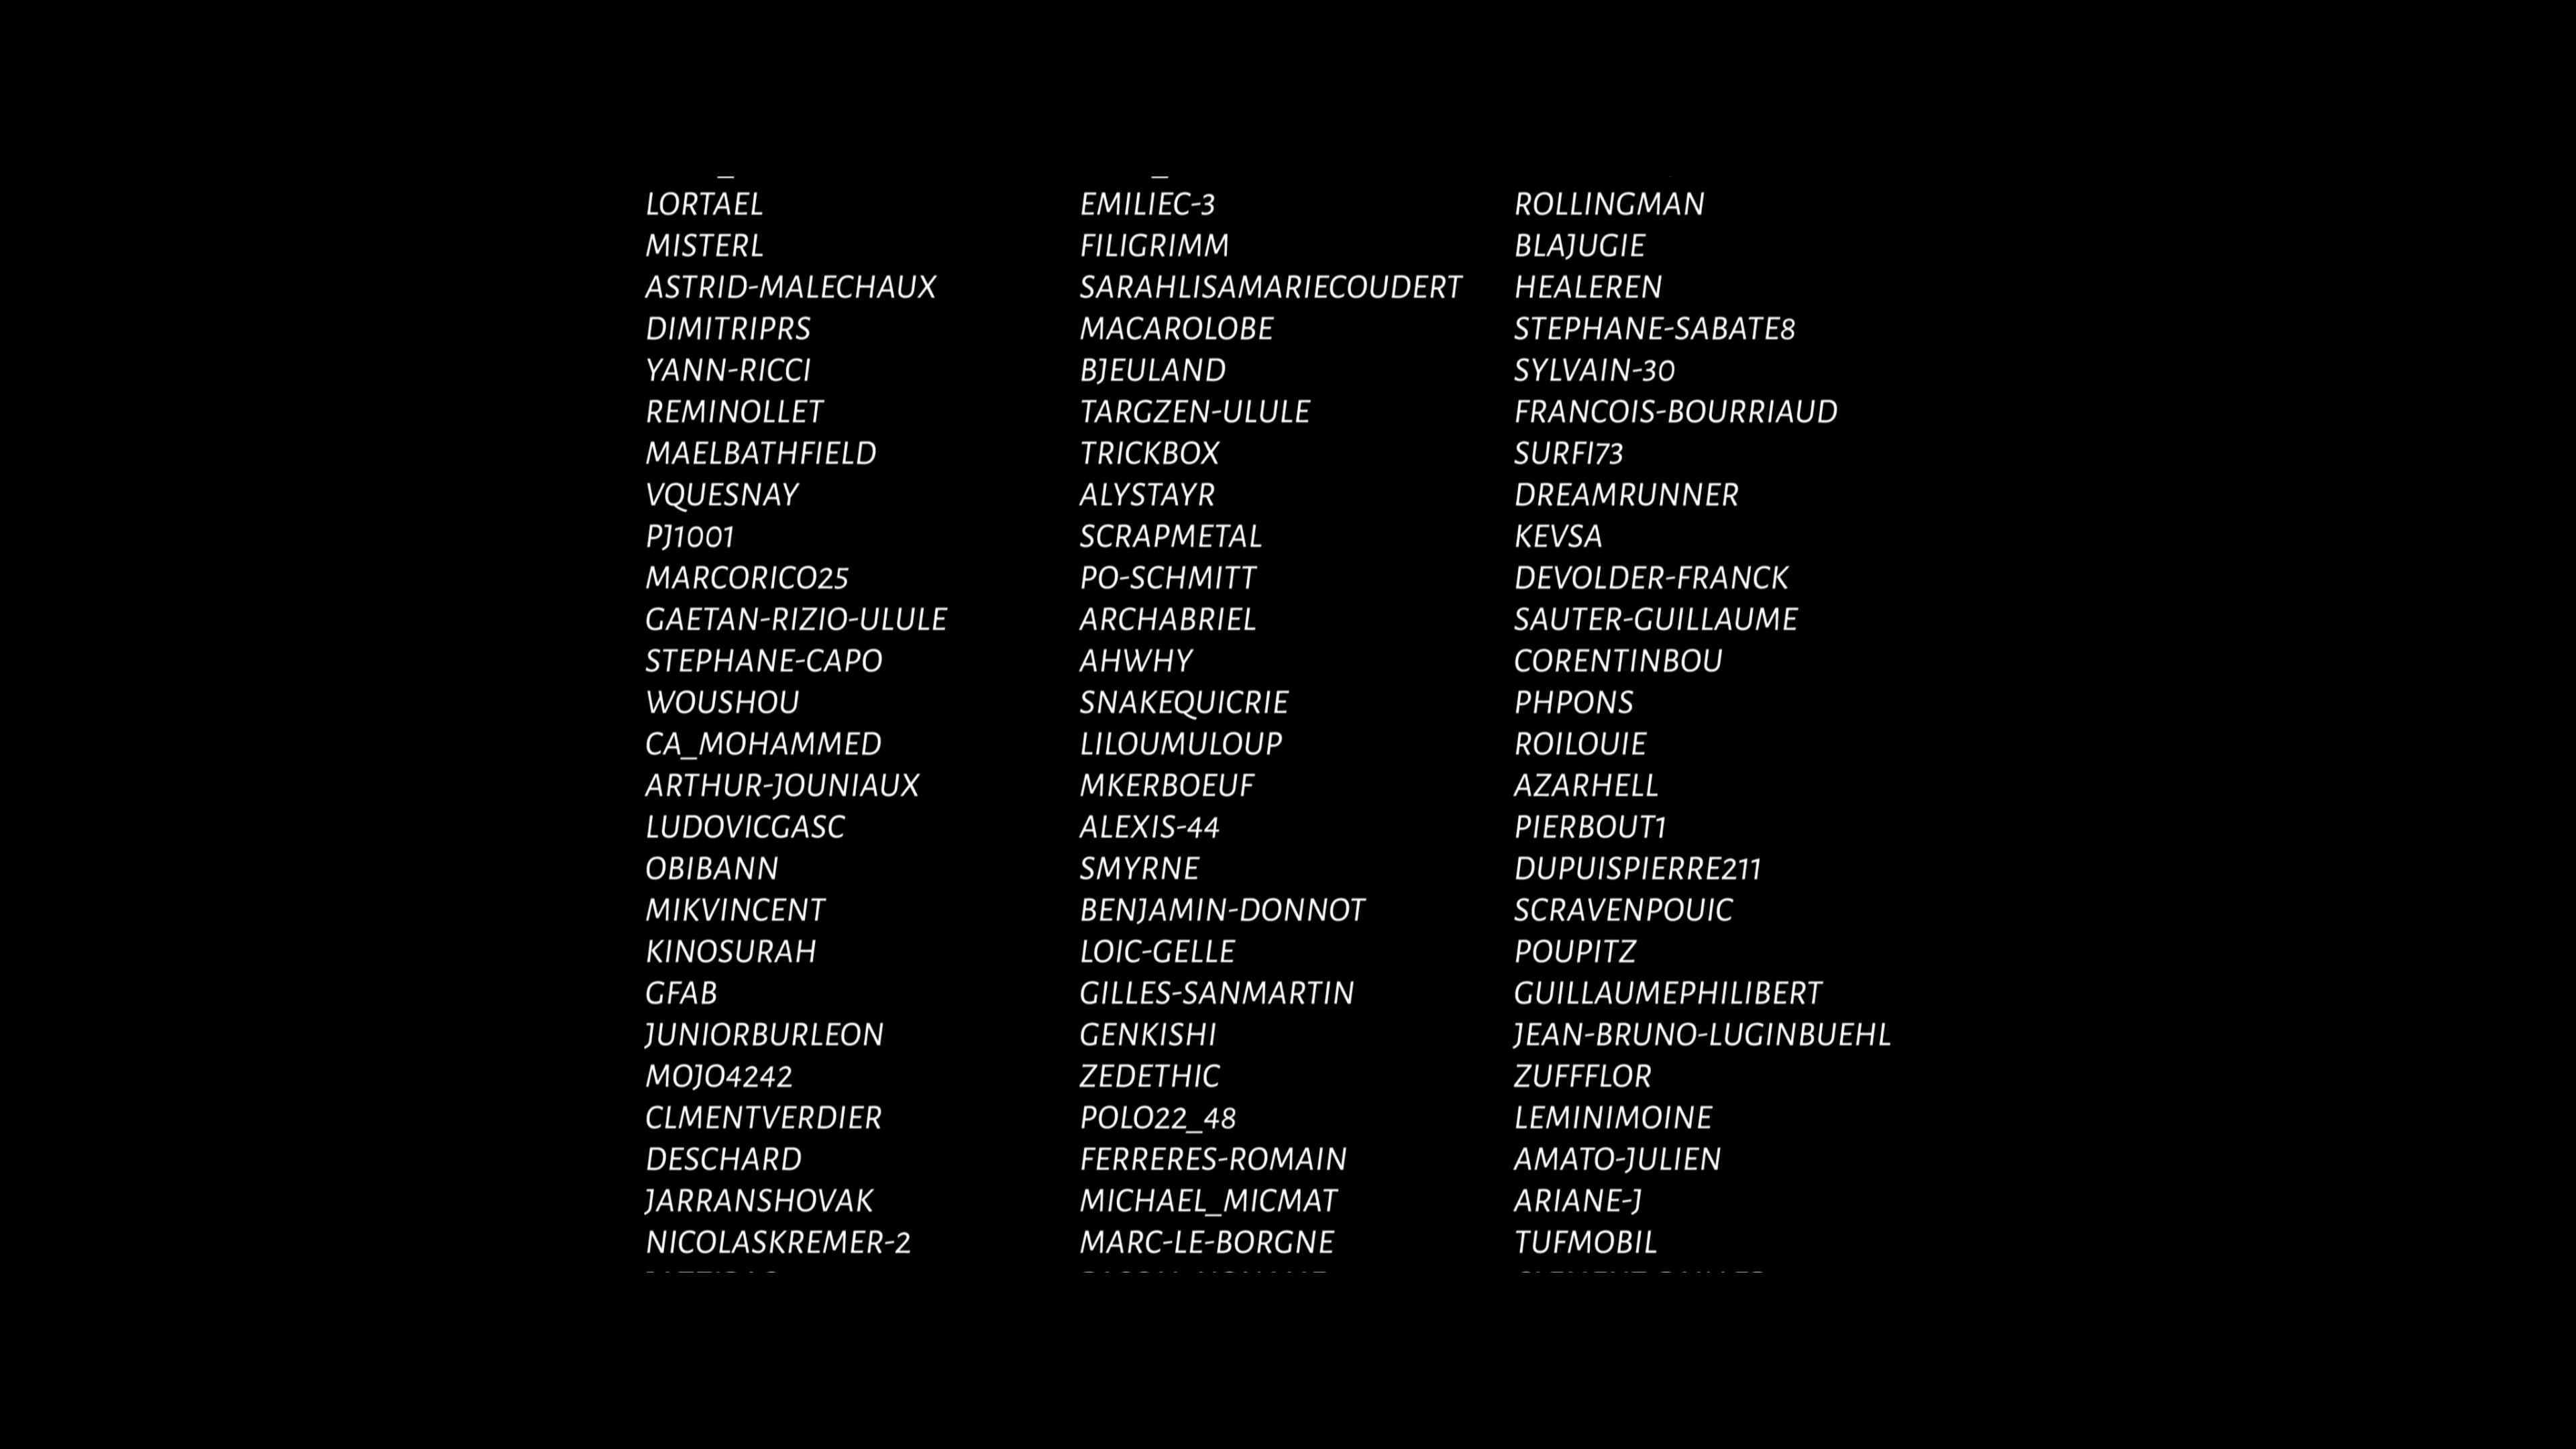 LORTAEL
MISTERL
ASTRID-MALECHAUX
DIMITRIPRS
YANN-RICCI
REMINOLLET
MAELBATHFIELD
VQUESNAY
PJ1001
MARCORICO25
GAETAN-RIZIO-ULULE
STEPHANE-CAPO
WOUSHOU
CA_MOHAMMED
ARTHUR-JOUNIAUX
LUDOVICGASC
OBIBANN
MIKVINCENT
KINOSURAH
GFAB
JUNIORBURLEON
MOJO4242
CLMENTVERDIER
DESCHARD
JARRANSHOVAK
NICOLASKREMER-2
EMILIEC-3
FILIGRIMM
SARAHLISAMARIECOUDERT
MACAROLOBE
BJEULAND
TARGZEN-ULULE
TRICKBOX
ALYSTAYR
SCRAPMETAL
PO-SCHMITT
ARCHABRIEL
AHWHY
SNAKEQUICRIE
LILOUMULOUP
MKERBOEUF
ALEXIS-44
SMYRNE
BENJAMIN-DONNOT
LOIC-GELLE
GILLES-SANMARTIN
GENKISHI
ZEDETHIC
POLO22_48
FERRERES-ROMAIN
MICHAEL_MICMAT
MARC-LE-BORGNE
ROLLINGMAN
BLAJUGIE
HEALEREN
STEPHANE-SABATE8
SYLVAIN-30
FRANCOIS-BOURRIAUD
SURFI73
DREAMRUNNER
KEVSA
DEVOLDER-FRANCK
SAUTER-GUILLAUME
CORENTINBOU
PHPONS
ROILOUIE
AZARHELL
PIERBOUT1
DUPUISPIERRE211
SCRAVENPOUIC
POUPITZ
GUILLAUMEPHILIBERT
JEAN-BRUNO-LUGINBUEHL
ZUFFFLOR
LEMINIMOINE
AMATO-JULIEN
ARIANE-J
TUFMOBIL